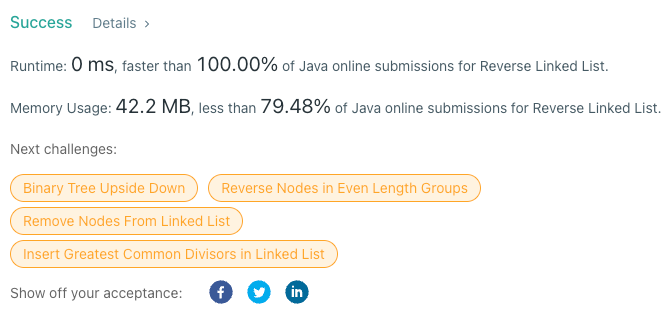 Success Details >
Runtime: 0 ms, faster than 100.00% of Java online submissions for Reverse Linked List.
Memory Usage: 42.2 MB, less than 79.48% of Java online submissions for Reverse Linked List.
Next challenges:
Binary Tree Upside Down Reverse Nodes in Even Length Groups
Remove Nodes From Linked List
Insert Greatest Common Divisors in Linked List
Show off your acceptance: f in